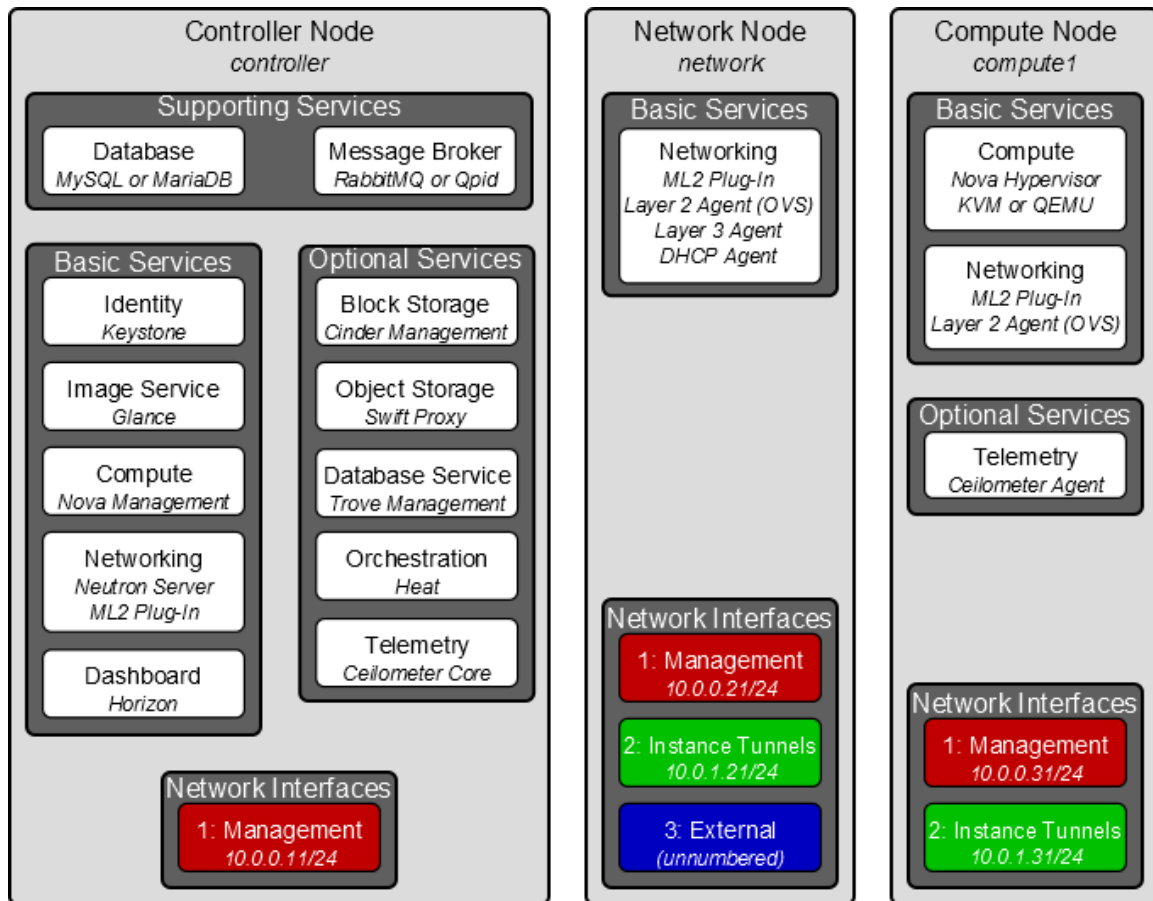 Controller Node
controller
Supporting Services
Database
MySQL or MariaDB
Message Broker
RabbitMQ or Qpid
Basic Services
Identity
Keystone
Image Service
Glance
Compute
Nova Management
Networking
Neutron Server
ML2 Plug-In
Dashboard
Horizon
Optional Services
Block Storage
Cinder Management
Object Storage
Swift Proxy
Database Service
Trove Management
Orchestration
Heat
Telemetry
Ceilometer Core
Network Interfaces
1: Management
10.0.0.11/24
Network Node
network
Basic Services
Networking
ML2 Plug-In
Layer 2 Agent (OVS)
Layer 3 Agent
DHCP Agent
Network Interfaces
1: Management
10.0.0.21/24
2: Instance Tunnels
10.0.1.21/24
3: External
(unnumbered)
Compute Node
compute1
Basic Services
Compute
Nova Hypervisor
KVM or QEMU
Networking
ML2 Plug-In
Layer 2 Agent (OVS)
Optional Services
Telemetry
Ceilometer Agent
Network Interfaces
1: Management
10.0.0.31/24
2: Instance Tunnels
10.0.1.31/24